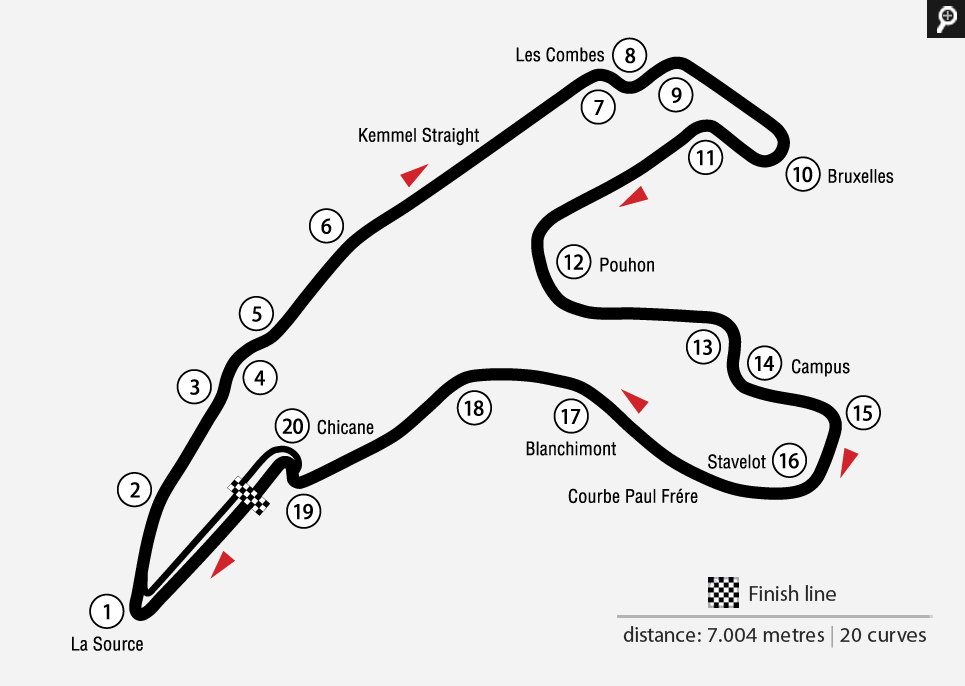 Les Combes 8
7
9
Kemmel Straight
11
10 Bruxelles
6
12 Pouhon
5
13
14 Campus
4
3
15
18
17
20 Chicane
Blanchimont
Stavelot 16
2
Courbe Paul Frére
19
1
La Source
Finish line
distance: 7.004 metres | 20 curves